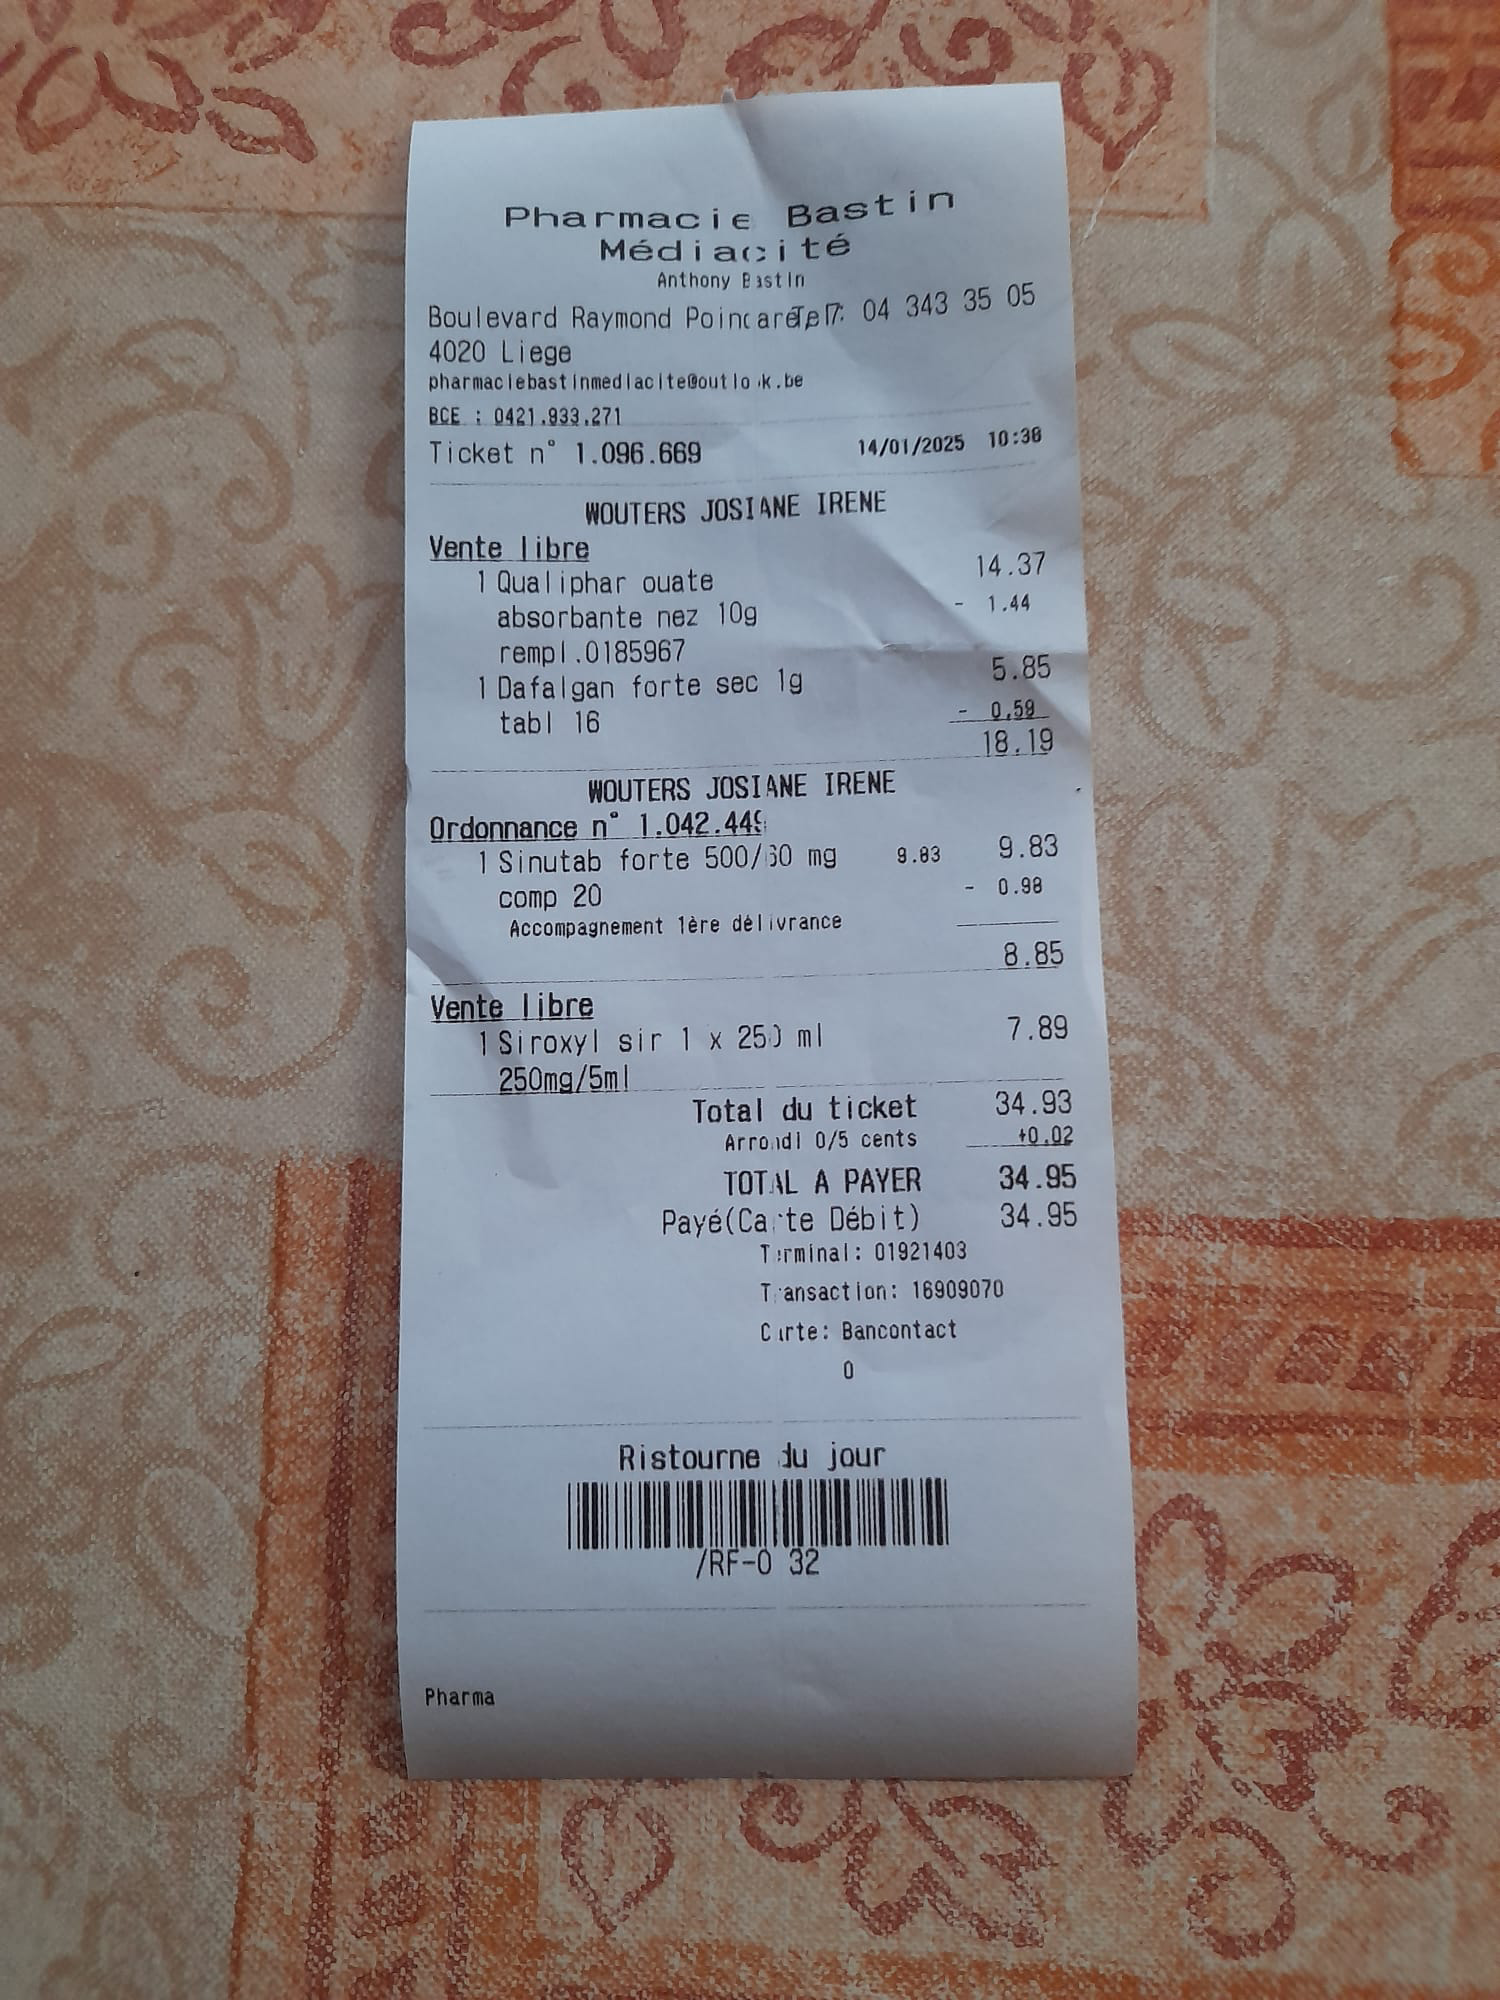 Pharmacie Bastin
Médiacité
Anthony Bastin
Boulevard Raymond Poincaré 7 Tel: 04 343 35 05
4020 Liege
pharmaciebastinmediacite@outlook.be
BCE : 0421.933.271
Ticket n° 1.096.669 14/01/2025 10:38
WOUTERS JOSIANE IRENE
Vente libre
1 Qualiphar ouate 14.37
absorbante nez 10g - 1.44
rempl.0185967
1 Dafalgan forte sec 1g 5.85
tabl 16 - 0.59
18.19
WOUTERS JOSIANE IRENE
Ordonnance n° 1.042.449
1 Sinutab forte 500/60 mg 9.83 9.83
comp 20 - 0.98
Accompagnement 1ère délivrance
8.85
Vente libre
1 Siroxyl sir 1 x 250 ml 7.89
250mg/5ml
Total du ticket 34.93
Arrondi 0/5 cents +0.02
TOTAL A PAYER 34.95
Payé(Carte Débit) 34.95
Terminal: 01921403
Transaction: 16909070
Carte: Bancontact
0
Ristourne du jour
/RF-0 32
Pharma